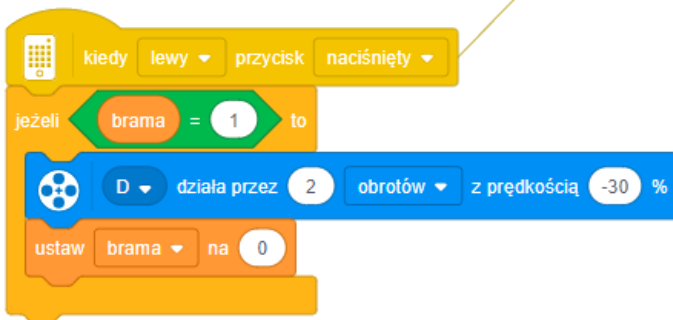 kiedy lewy przycisk naciśnięty
jeżeli brama = 1 to
D działa przez 2 obrotów z prędkością -30 %
ustaw brama na 0